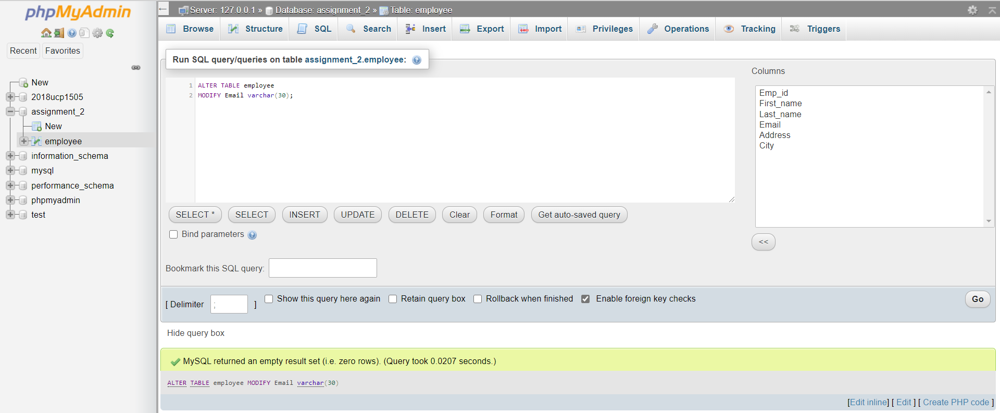 phpMyAdmin
Recent
Favorites
New
2018ucp1505
assignment_2
New
employee
information_schema
mysql
performance_schema
phpmyadmin
test
Server: 127.0.0.1 » Database: assignment_2 » Table: employee
Browse Structure SQL Search Insert Export Import Privileges Operations Tracking Triggers
Run SQL query/queries on table assignment_2.employee:
1 ALTER TABLE employee
2 MODIFY Email varchar(30);
Columns
Emp_id
First_name
Last_name
Email
Address
City
<<
SELECT * SELECT INSERT UPDATE DELETE Clear Format Get auto-saved query
Bind parameters
Bookmark this SQL query:
[ Delimiter ; ] Show this query here again Retain query box Rollback when finished Enable foreign key checks Go
Hide query box
MySQL returned an empty result set (i.e. zero rows). (Query took 0.0207 seconds.)
ALTER TABLE employee MODIFY Email varchar(30)
[Edit inline] [ Edit ] [ Create PHP code ]